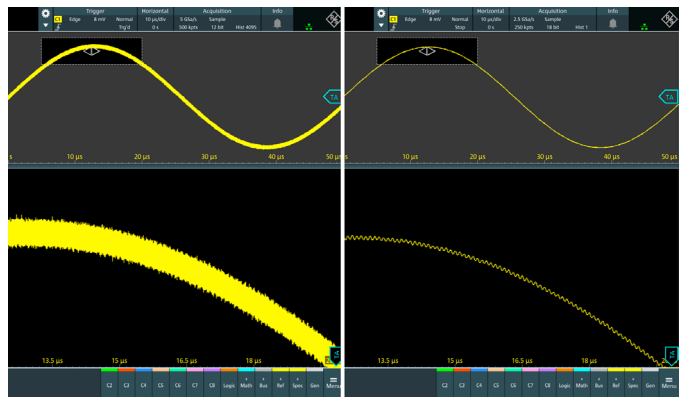 Trigger Horizontal Acquisition Info
C1 Edge 8 mV Normal 10 µs/div 5 GSa/s Sample
Trig'd 0 s 500 kpts 12 bit Hist 4095
TA
10 µs 20 µs 30 µs 40 µs 50 µs
13.5 µs 15 µs 16.5 µs 18 µs
TA
C2 C3 C4 C5 C6 C7 C8 Logic Math Bus Ref Spec Gen Menu
Trigger Horizontal Acquisition Info
C1 Edge 8 mV Normal 10 µs/div 2.5 GSa/s Sample
Stop 0 s 250 kpts 18 bit Hist 1
TA
10 µs 20 µs 30 µs 40 µs 50 µs
13.5 µs 15 µs 16.5 µs 18 µs
TA
C2 C3 C4 C5 C6 C7 C8 Logic Math Bus Ref Spec Gen Menu